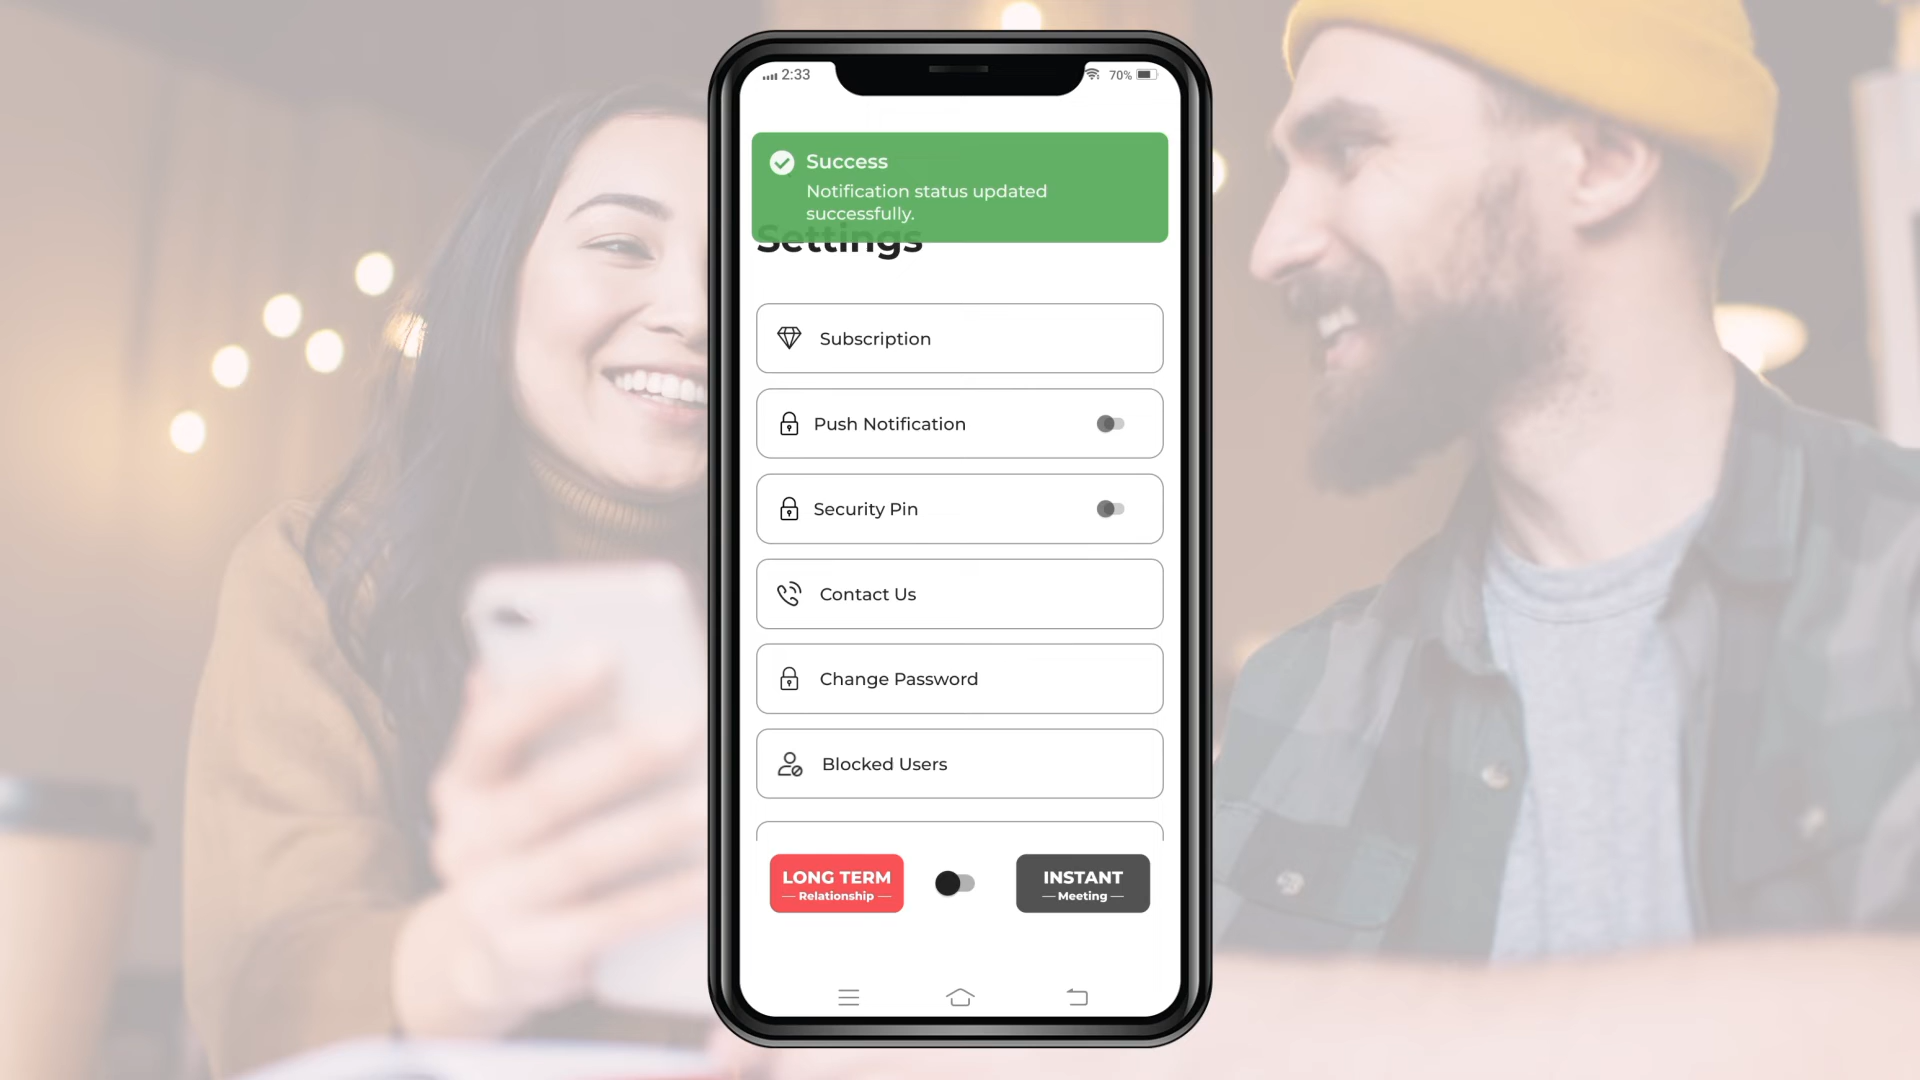 2:33
70%
Success
Notification status updated
successfully.
Settings
Subscription
Push Notification
Security Pin
Contact Us
Change Password
Blocked Users
LONG TERM
Relationship
INSTANT
Meeting